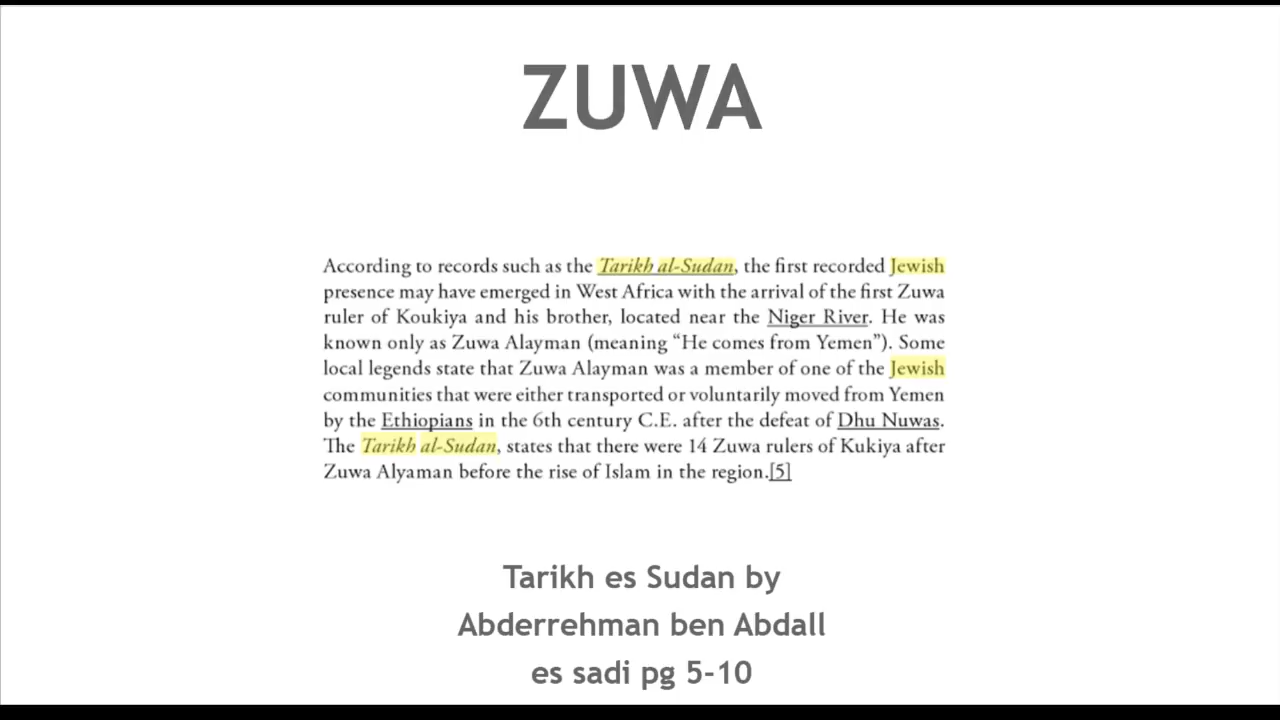 ZUWA
According to records such as the Tarikh al-Sudan, the first recorded Jewish
presence may have emerged in West Africa with the arrival of the first Zuwa
ruler of Koukiya and his brother, located near the Niger River. He was
known only as Zuwa Alayman (meaning “He comes from Yemen”). Some
local legends state that Zuwa Alayman was a member of one of the Jewish
communities that were either transported or voluntarily moved from Yemen
by the Ethiopians in the 6th century C.E. after the defeat of Dhu Nuwas.
The Tarikh al-Sudan, states that there were 14 Zuwa rulers of Kukiya after
Zuwa Alyaman before the rise of Islam in the region.[5]
Tarikh es Sudan by
Abderrehman ben Abdall
es sadi pg 5-10